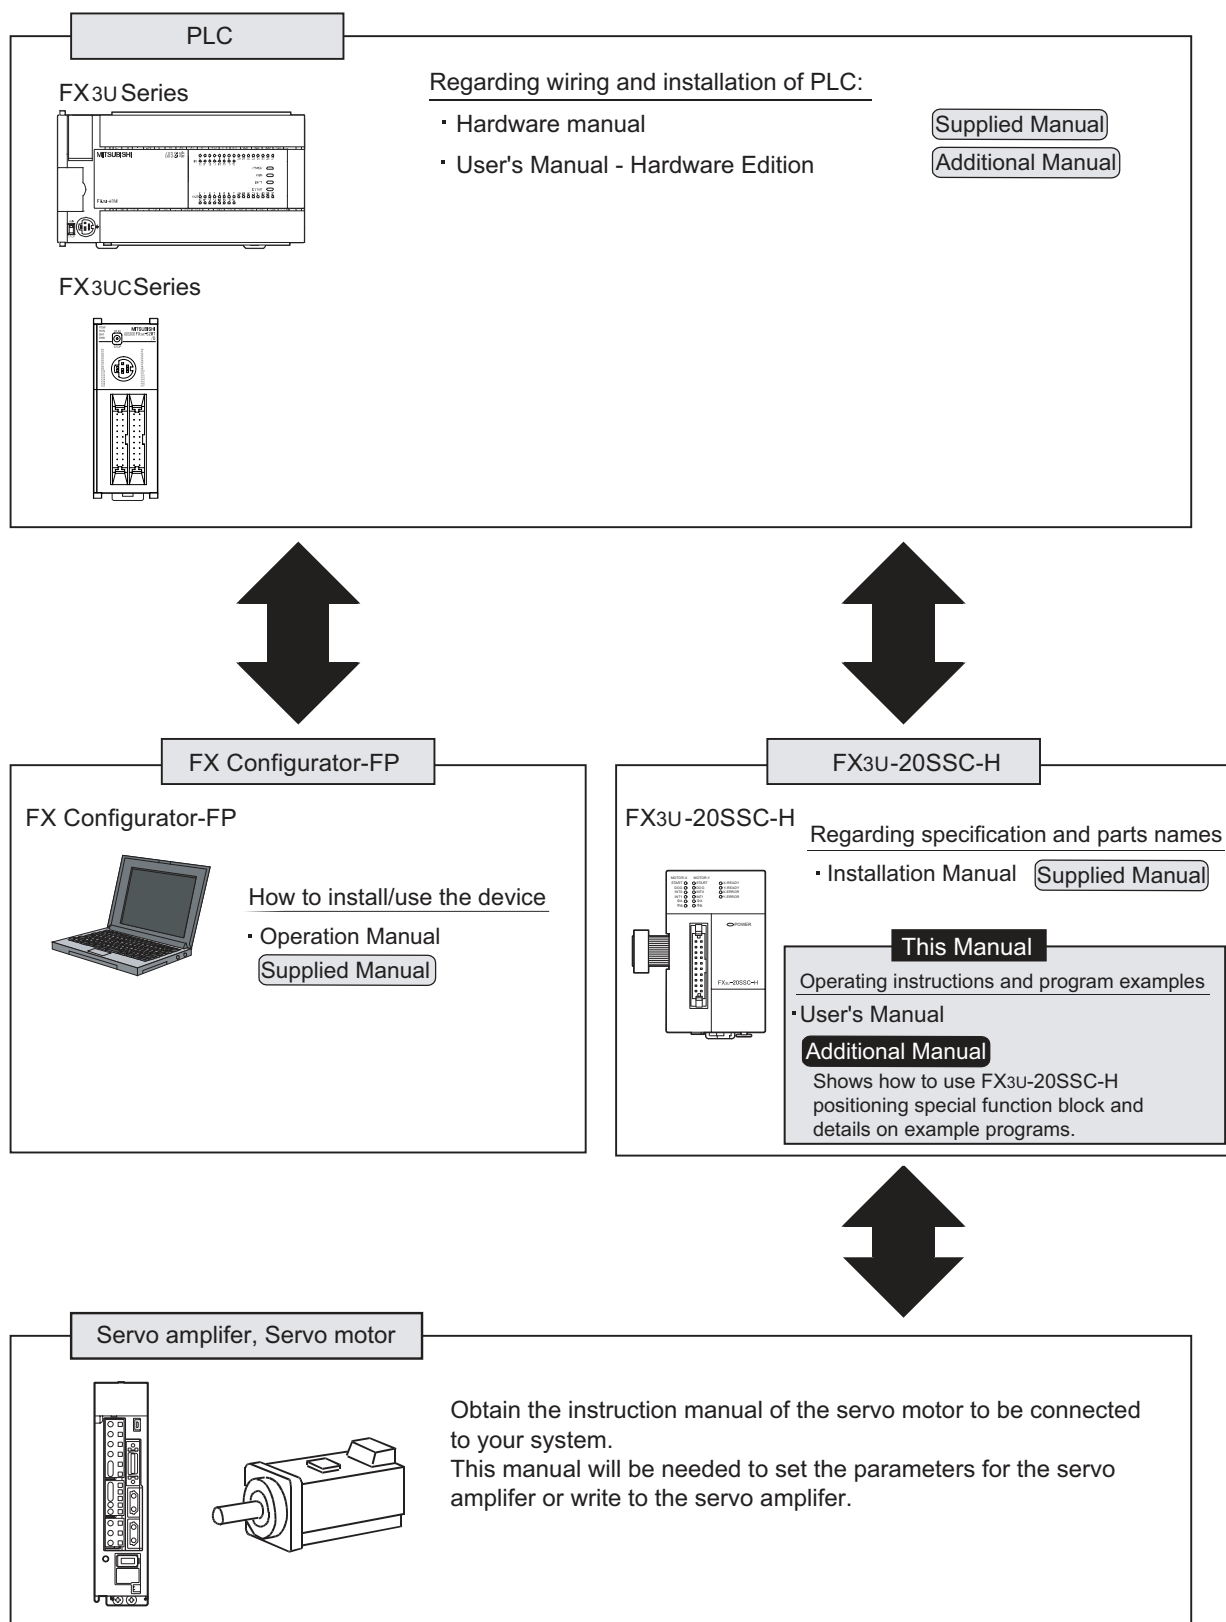 PLC
FX3U Series
Regarding wiring and installation of PLC:
· Hardware manual
Supplied Manual
· User's Manual - Hardware Edition
Additional Manual
MITSUBISHI
FX3UC Series
MITSUBISHI
FX Configurator-FP
FX Configurator-FP
How to install/use the device
· Operation Manual
Supplied Manual
FX3U-20SSC-H
FX3U-20SSC-H
Regarding specification and parts names
· Installation Manual
Supplied Manual
POWER
FX3U-20SSC-H
This Manual
Operating instructions and program examples
· User's Manual
Additional Manual
Shows how to use FX3U-20SSC-H
positioning special function block and
details on example programs.
Servo amplifer, Servo motor
Obtain the instruction manual of the servo motor to be connected
to your system.
This manual will be needed to set the parameters for the servo
amplifer or write to the servo amplifer.